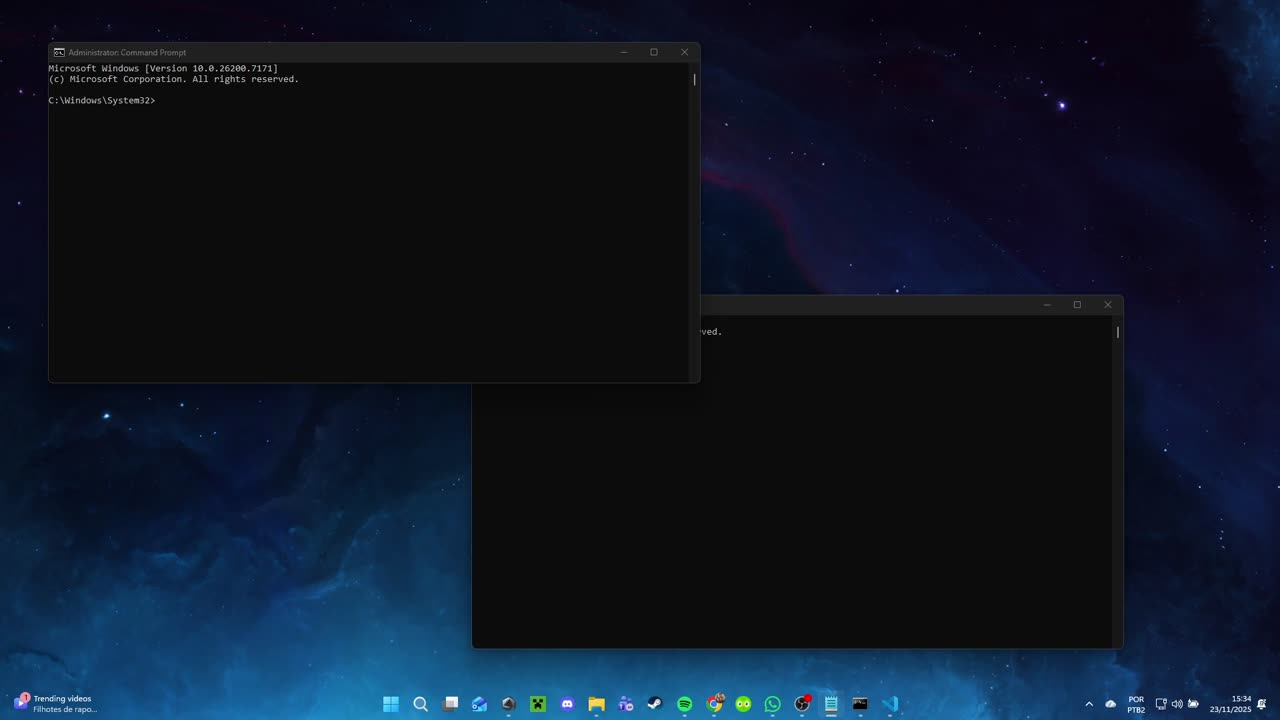 Administrator: Command Prompt
Microsoft Windows [Version 10.0.26200.7171]
(c) Microsoft Corporation. All rights reserved.
C:\Windows\System32>
ved.
1
Trending videos
Filhotes de rapo...
POR
PTB2
15:34
23/11/2025